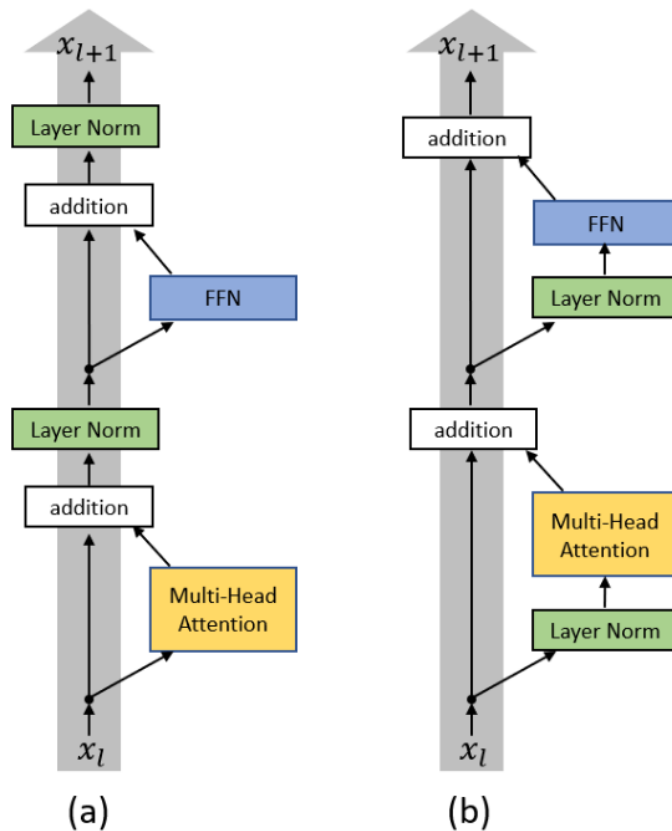 x_{l+1}
Layer Norm
addition
FFN
Layer Norm
addition
Multi-Head
Attention
x_l
(a)
x_{l+1}
addition
FFN
Layer Norm
addition
Multi-Head
Attention
Layer Norm
x_l
(b)